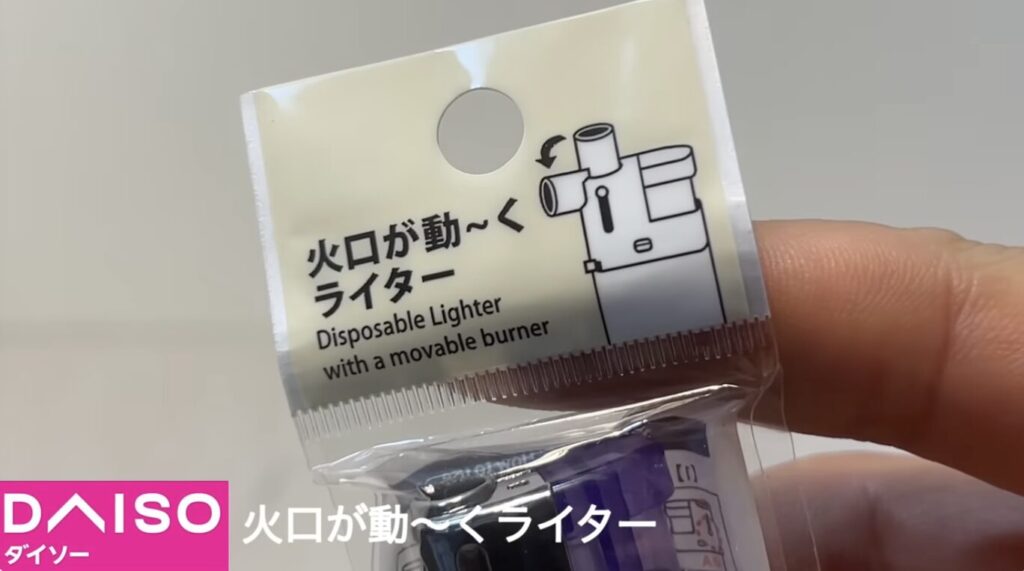 火口が動〜く
ライター
Disposable Lighter
with a movable burner
DAISO
ダイソー
火口が動〜くライター